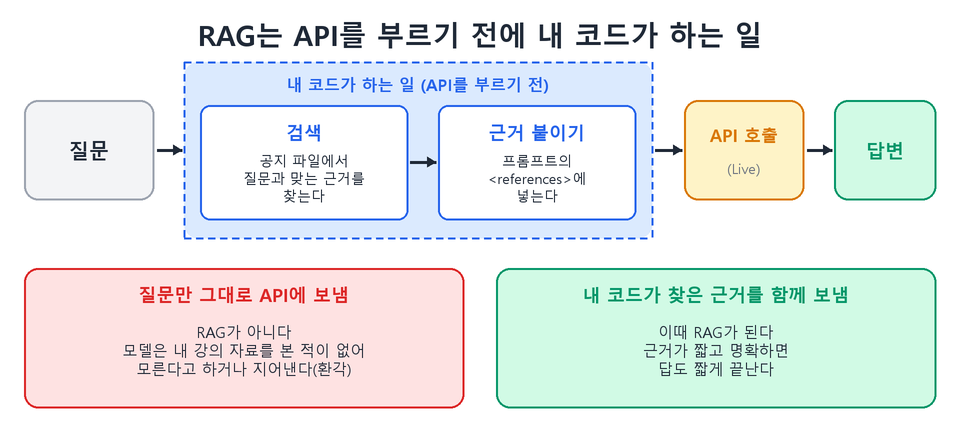 RAG는 API를 부르기 전에 내 코드가 하는 일
내 코드가 하는 일 (API를 부르기 전)
질문
검색
공지 파일에서
질문과 맞는 근거를
찾는다
근거 붙이기
프롬프트의
<references>에
넣는다
API 호출
(Live)
답변
질문만 그대로 API에 보냄
RAG가 아니다
모델은 내 강의 자료를 본 적이 없어
모른다고 하거나 지어낸다(환각)
내 코드가 찾은 근거를 함께 보냄
이때 RAG가 된다
근거가 짧고 명확하면
답도 짧게 끝난다